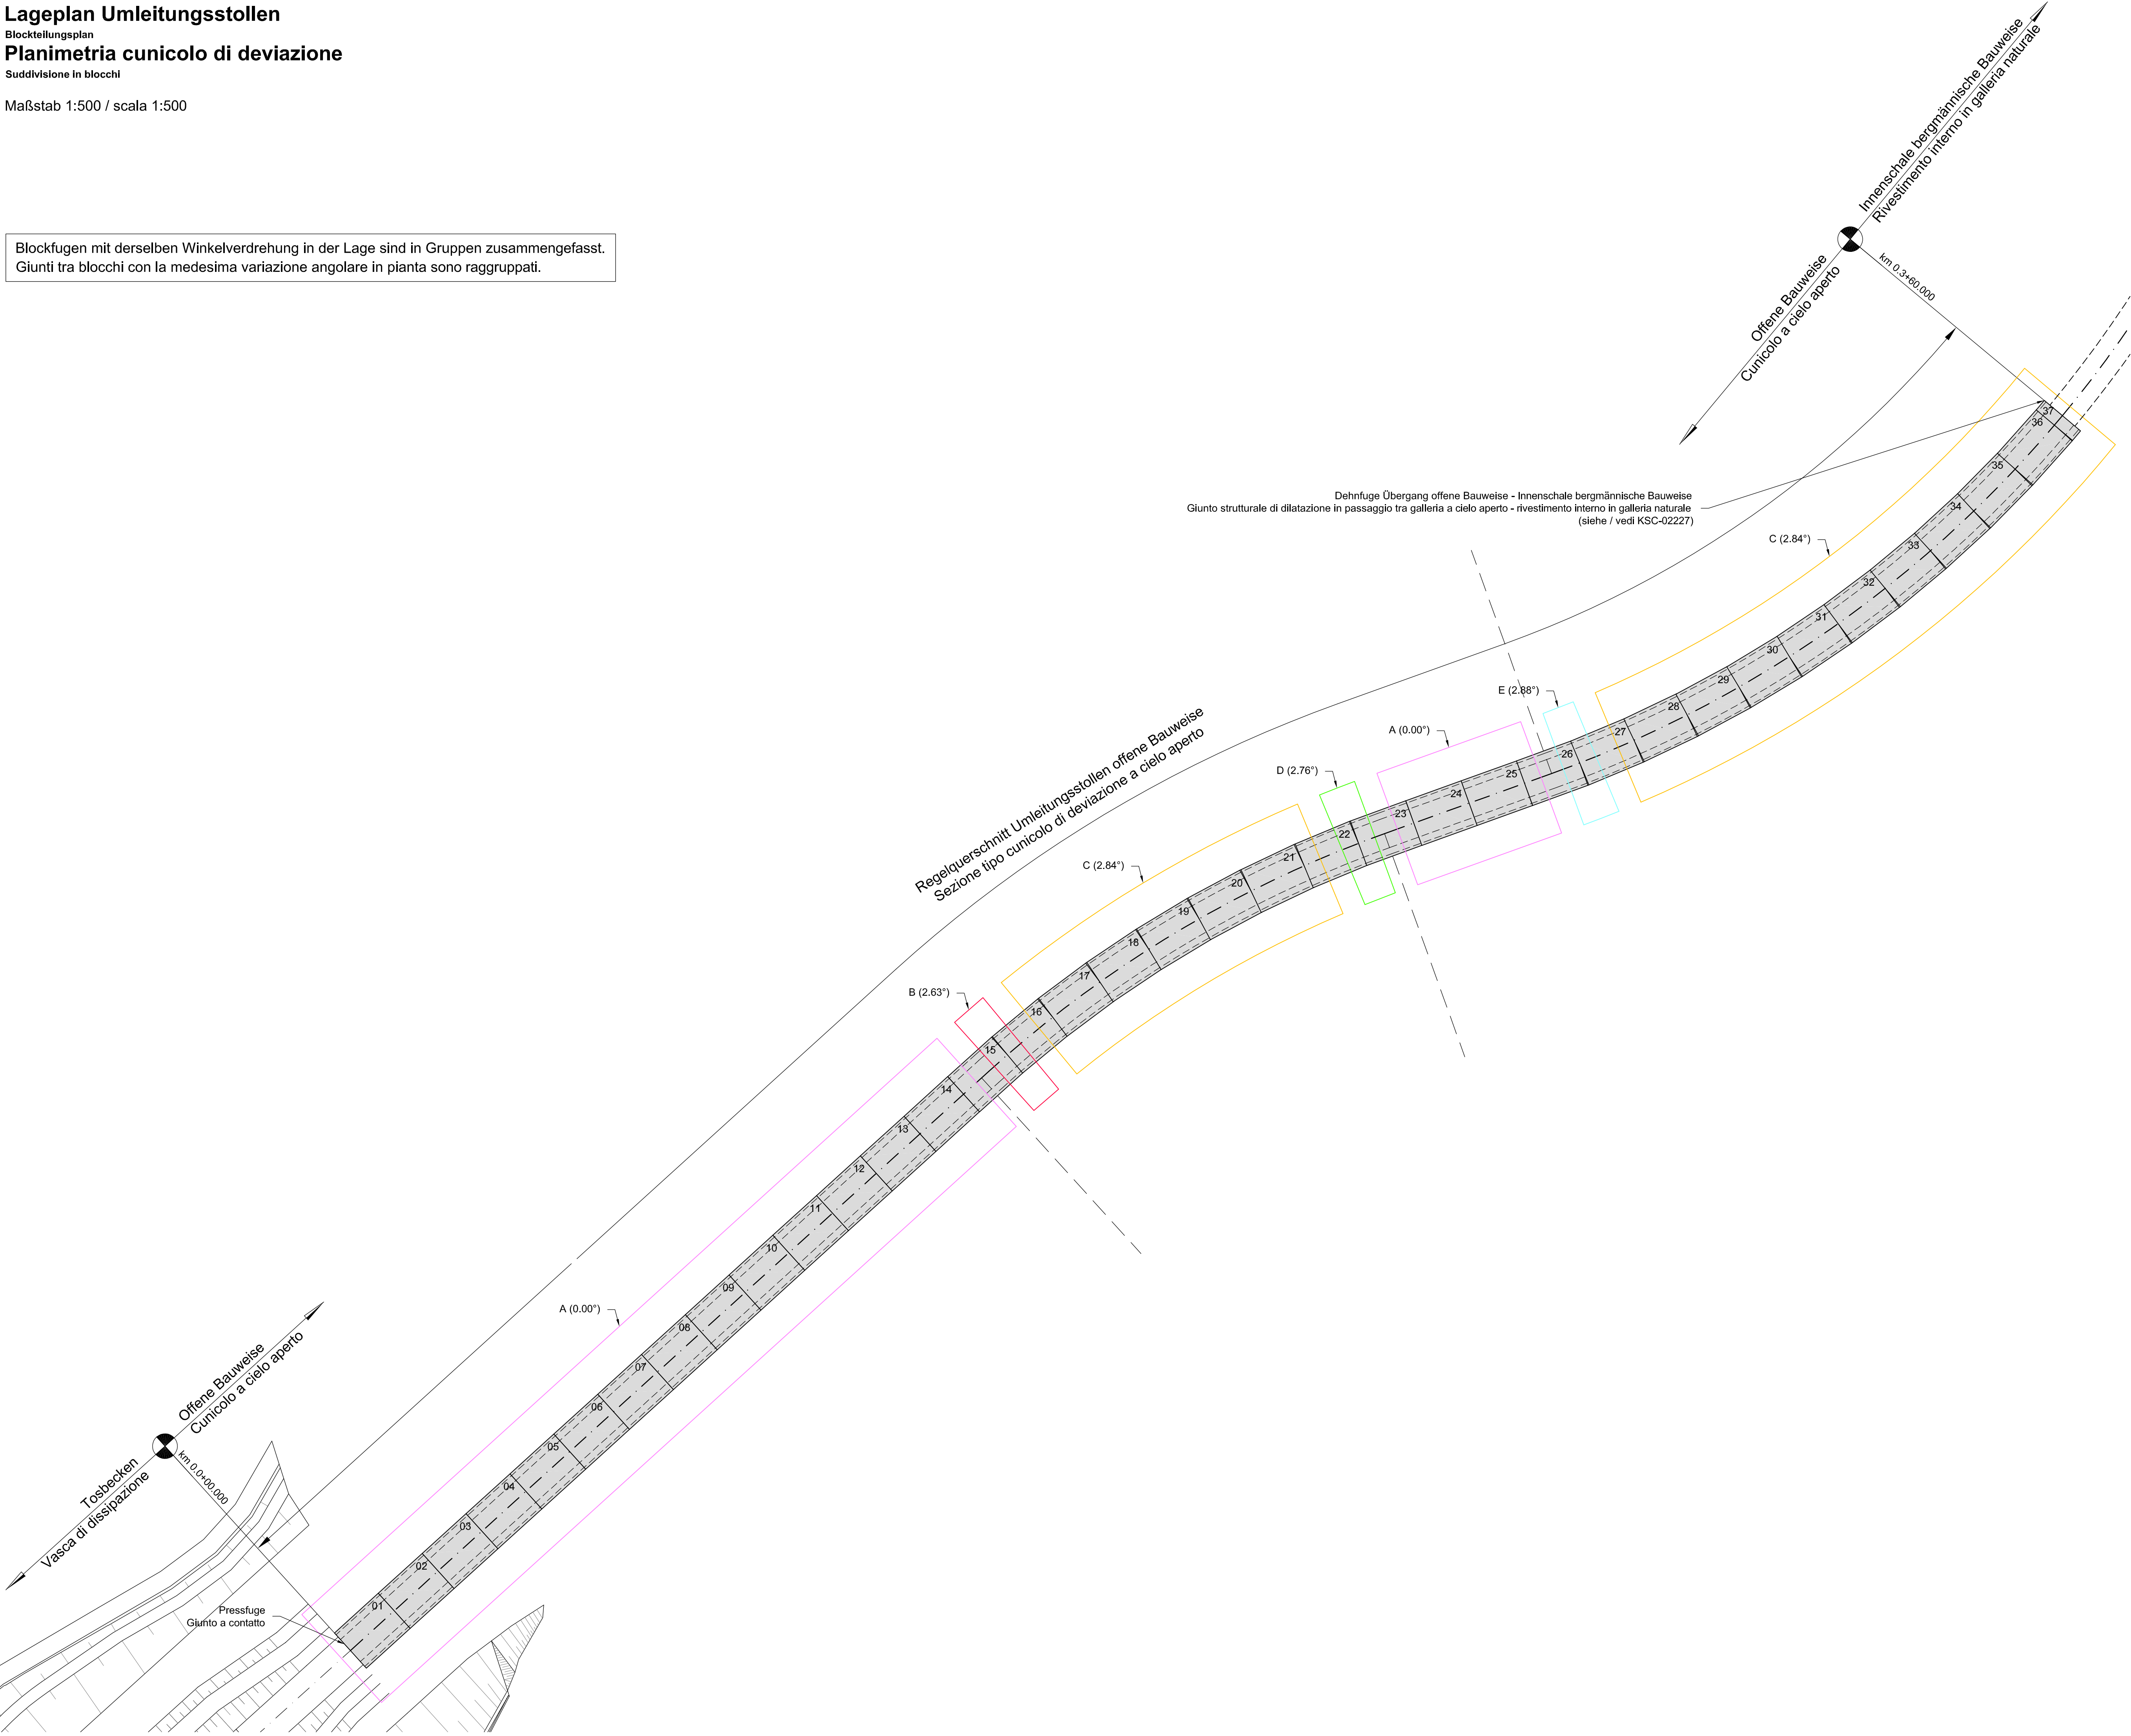 Lageplan Umleitungsstollen
Blockteilungsplan
Planimetria cunicolo di deviazione
Suddivisione in blocchi
Maßstab 1:500 / scala 1:500
Blockfugen mit derselben Winkelverdrehung in der Lage sind in Gruppen zusammengefasst.
Giunti tra blocchi con la medesima variazione angolare in pianta sono raggruppati.
Innenschale bergmännische Bauweise
Rivestimento interno in galleria naturale
Offene Bauweise
Cunicolo a cielo aperto
km 0.3+60.000
Dehnfuge Übergang offene Bauweise - Innenschale bergmännische Bauweise
Giunto strutturale di dilatazione in passaggio tra galleria a cielo aperto - rivestimento interno in galleria naturale
(siehe / vedi KSC-02227)
C (2.84°)
E (2.88°)
A (0.00°)
D (2.76°)
C (2.84°)
B (2.63°)
A (0.00°)
Regelquerschnitt Umleitungsstollen offene Bauweise
Sezione tipo cunicolo di deviazione a cielo aperto
37
36
35
34
33
32
31
30
29
28
27
26
25
24
23
22
21
20
19
18
17
16
15
14
13
12
11
10
09
08
07
06
05
04
03
02
01
Offene Bauweise
Cunicolo a cielo aperto
Tosbecken
Vasca di dissipazione
km 0.0+00.000
Pressfuge
Giunto a contatto